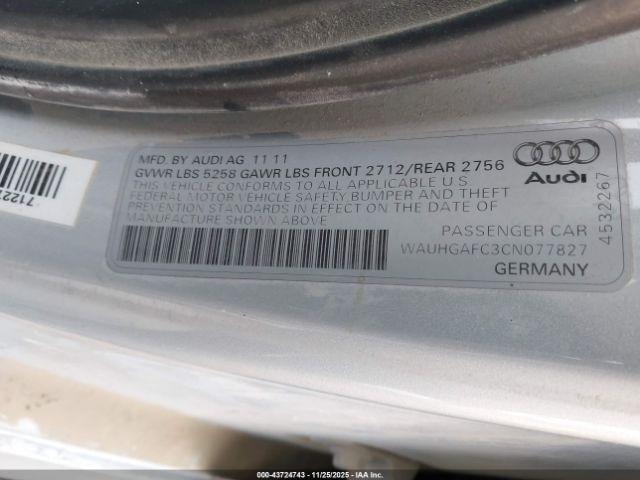 MFD. BY AUDI AG 11 11
GVWR LBS 5258 GAWR LBS FRONT 2712/REAR 2756
THIS VEHICLE CONFORMS TO ALL APPLICABLE U.S
FEDERAL MOTOR VEHICLE SAFETY, BUMPER AND THEFT
PREVENTION STANDARDS IN EFFECT ON THE DATE OF
MANUFACTURE SHOWN ABOVE
Audi
4532267
PASSENGER CAR
WAUHGAFC3CN077827
GERMANY
000-43724743 - 11/25/2025 - IAAI.com